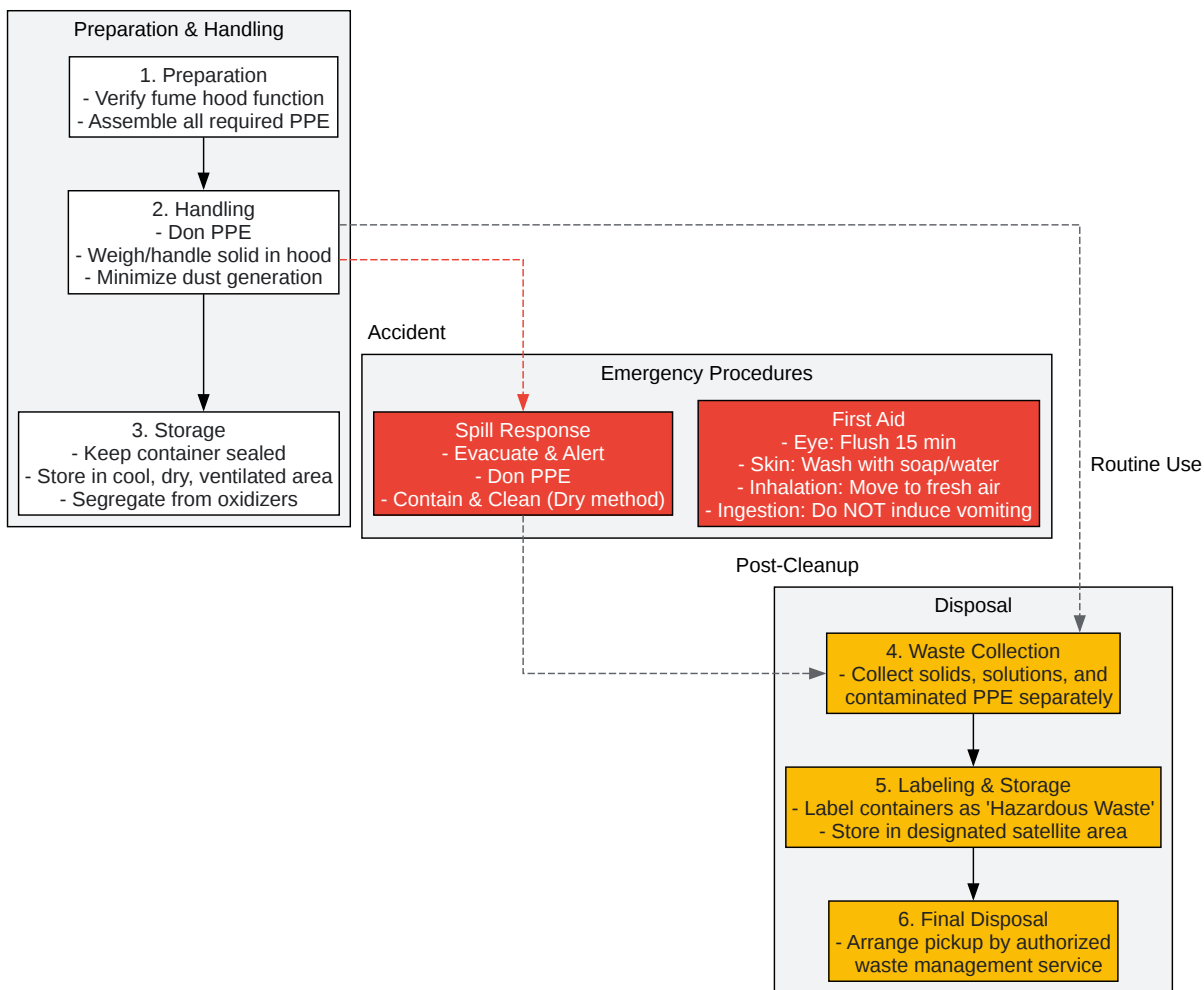 Preparation & Handling
1. Preparation
- Verify fume hood function
- Assemble all required PPE
2. Handling
- Don PPE
- Weigh/handle solid in hood
- Minimize dust generation
3. Storage
- Keep container sealed
- Store in cool, dry, ventilated area
- Segregate from oxidizers
Accident
Emergency Procedures
Spill Response
- Evacuate & Alert
- Don PPE
- Contain & Clean (Dry method)
First Aid
- Eye: Flush 15 min
- Skin: Wash with soap/water
- Inhalation: Move to fresh air
- Ingestion: Do NOT induce vomiting
Routine Use
Post-Cleanup
Disposal
4. Waste Collection
- Collect solids, solutions, and
contaminated PPE separately
5. Labeling & Storage
- Label containers as 'Hazardous Waste'
- Store in designated satellite area
6. Final Disposal
- Arrange pickup by authorized
waste management service